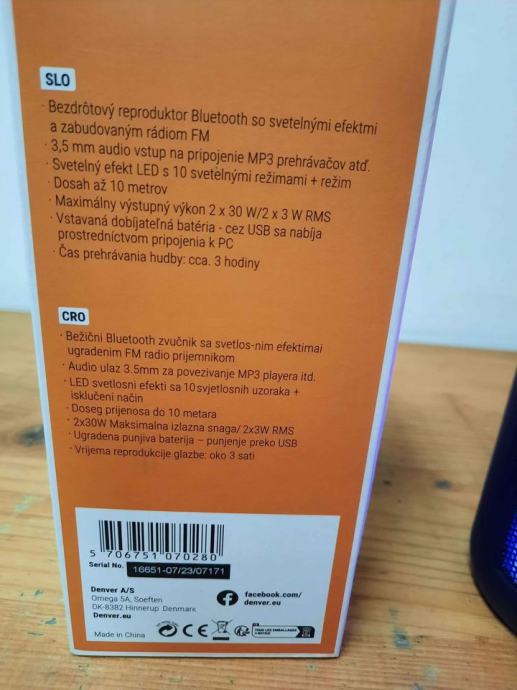 SLO
· Bezdrôtový reproduktor Bluetooth so svetelnými efektmi
a zabudovaným rádiom FM
· 3,5 mm audio vstup na pripojenie MP3 prehrávačov atď.
· Svetelný efekt LED s 10 svetelnými režimami + režim
· Dosah až 10 metrov
· Maximálny výstupný výkon 2 x 30 W/2 x 3 W RMS
· Vstavaná dobíjateľná batéria - cez USB sa nabíja
prostredníctvom pripojenia k PC
· Čas prehrávania hudby: cca. 3 hodiny
CRO
· Bežični Bluetooth zvučnik sa svetlos-nim efektimai
ugradenim FM radio prijemnikom
· Audio ulaz 3.5mm za povezivanje MP3 playera itd.
· LED svetlosni efekti sa 10 svjetlosnih uzoraka +
isključeni način
· Doseg prijenosa do 10 metara
· 2x30W Maksimalna izlazna snaga/ 2x3W RMS
· Ugradena punjiva baterija – punjenje preko USB
· Vrijema reprodukcije glazbe: oko 3 sati
5 706751 070280
Serial No. 16651-07/23/07171
Denver A/S
Omega 5A, Soeften
DK-8382 Hinnerup Denmark
Denver.eu
facebook.com/
denver.eu
Made in China
CE